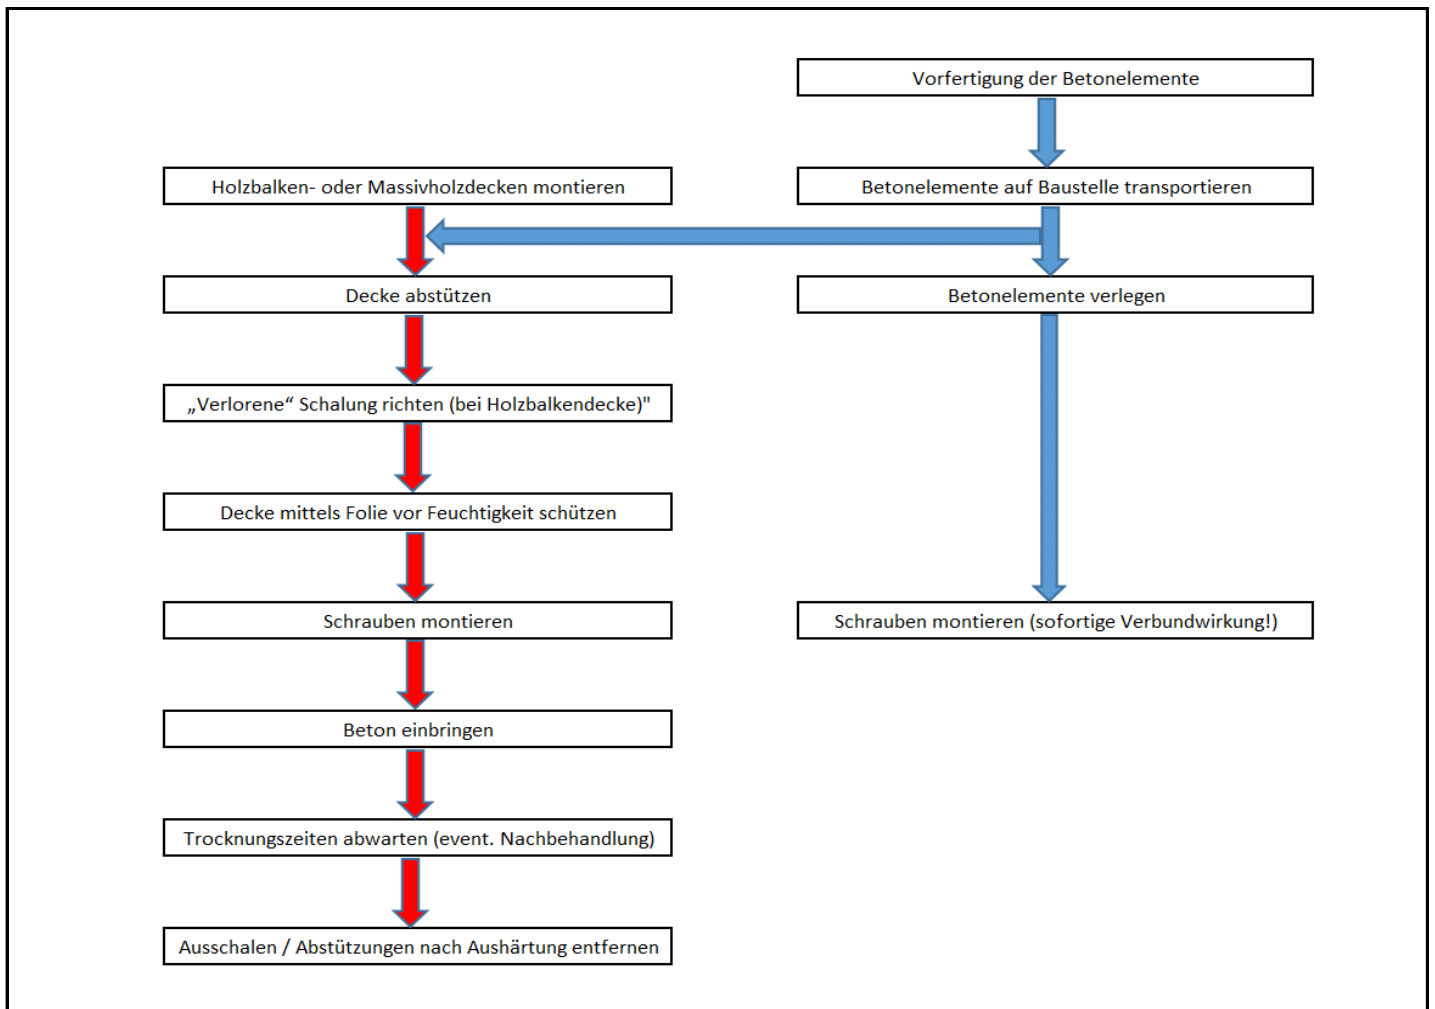 Vorfertigung der Betonelemente
Holzbalken- oder Massivholzdecken montieren
Betonelemente auf Baustelle transportieren
Decke abstützen
Betonelemente verlegen
„Verlorene“ Schalung richten (bei Holzbalkendecke)"
Decke mittels Folie vor Feuchtigkeit schützen
Schrauben montieren
Schrauben montieren (sofortige Verbundwirkung!)
Beton einbringen
Trocknungszeiten abwarten (event. Nachbehandlung)
Ausschalen / Abstützungen nach Aushärtung entfernen